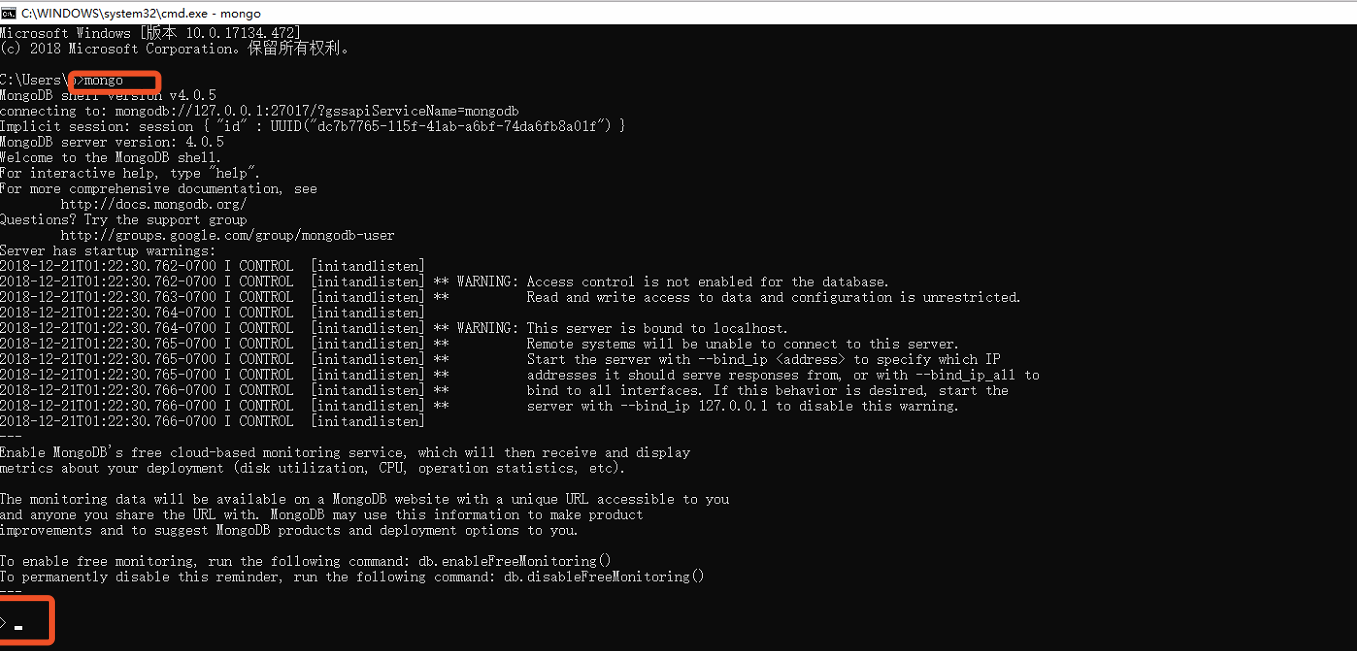 C:\WINDOWS\system32\cmd.exe - mongo
Microsoft Windows [版本 10.0.17134.472]
(c) 2018 Microsoft Corporation。保留所有权利。
C:\Users\ >mongo
MongoDB shell version v4.0.5
connecting to: mongodb://127.0.0.1:27017/?gssapiServiceName=mongodb
Implicit session: session { "id" : UUID("dc7b7765-115f-41ab-a6bf-74da6fb8a01f") }
MongoDB server version: 4.0.5
Welcome to the MongoDB shell.
For interactive help, type "help".
For more comprehensive documentation, see
http://docs.mongodb.org/
Questions? Try the support group
http://groups.google.com/group/mongodb-user
Server has startup warnings:
2018-12-21T01:22:30.762-0700 I CONTROL [initandlisten]
2018-12-21T01:22:30.762-0700 I CONTROL [initandlisten] ** WARNING: Access control is not enabled for the database.
2018-12-21T01:22:30.763-0700 I CONTROL [initandlisten] ** Read and write access to data and configuration is unrestricted.
2018-12-21T01:22:30.764-0700 I CONTROL [initandlisten]
2018-12-21T01:22:30.764-0700 I CONTROL [initandlisten] ** WARNING: This server is bound to localhost.
2018-12-21T01:22:30.765-0700 I CONTROL [initandlisten] ** Remote systems will be unable to connect to this server.
2018-12-21T01:22:30.765-0700 I CONTROL [initandlisten] ** Start the server with --bind_ip <address> to specify which IP
2018-12-21T01:22:30.765-0700 I CONTROL [initandlisten] ** addresses it should serve responses from, or with --bind_ip_all to
2018-12-21T01:22:30.766-0700 I CONTROL [initandlisten] ** bind to all interfaces. If this behavior is desired, start the
2018-12-21T01:22:30.766-0700 I CONTROL [initandlisten] ** server with --bind_ip 127.0.0.1 to disable this warning.
2018-12-21T01:22:30.766-0700 I CONTROL [initandlisten]
---
Enable MongoDB's free cloud-based monitoring service, which will then receive and display
metrics about your deployment (disk utilization, CPU, operation statistics, etc).
The monitoring data will be available on a MongoDB website with a unique URL accessible to you
and anyone you share the URL with. MongoDB may use this information to make product
improvements and to suggest MongoDB products and deployment options to you.
To enable free monitoring, run the following command: db.enableFreeMonitoring()
To permanently disable this reminder, run the following command: db.disableFreeMonitoring()
---
> _